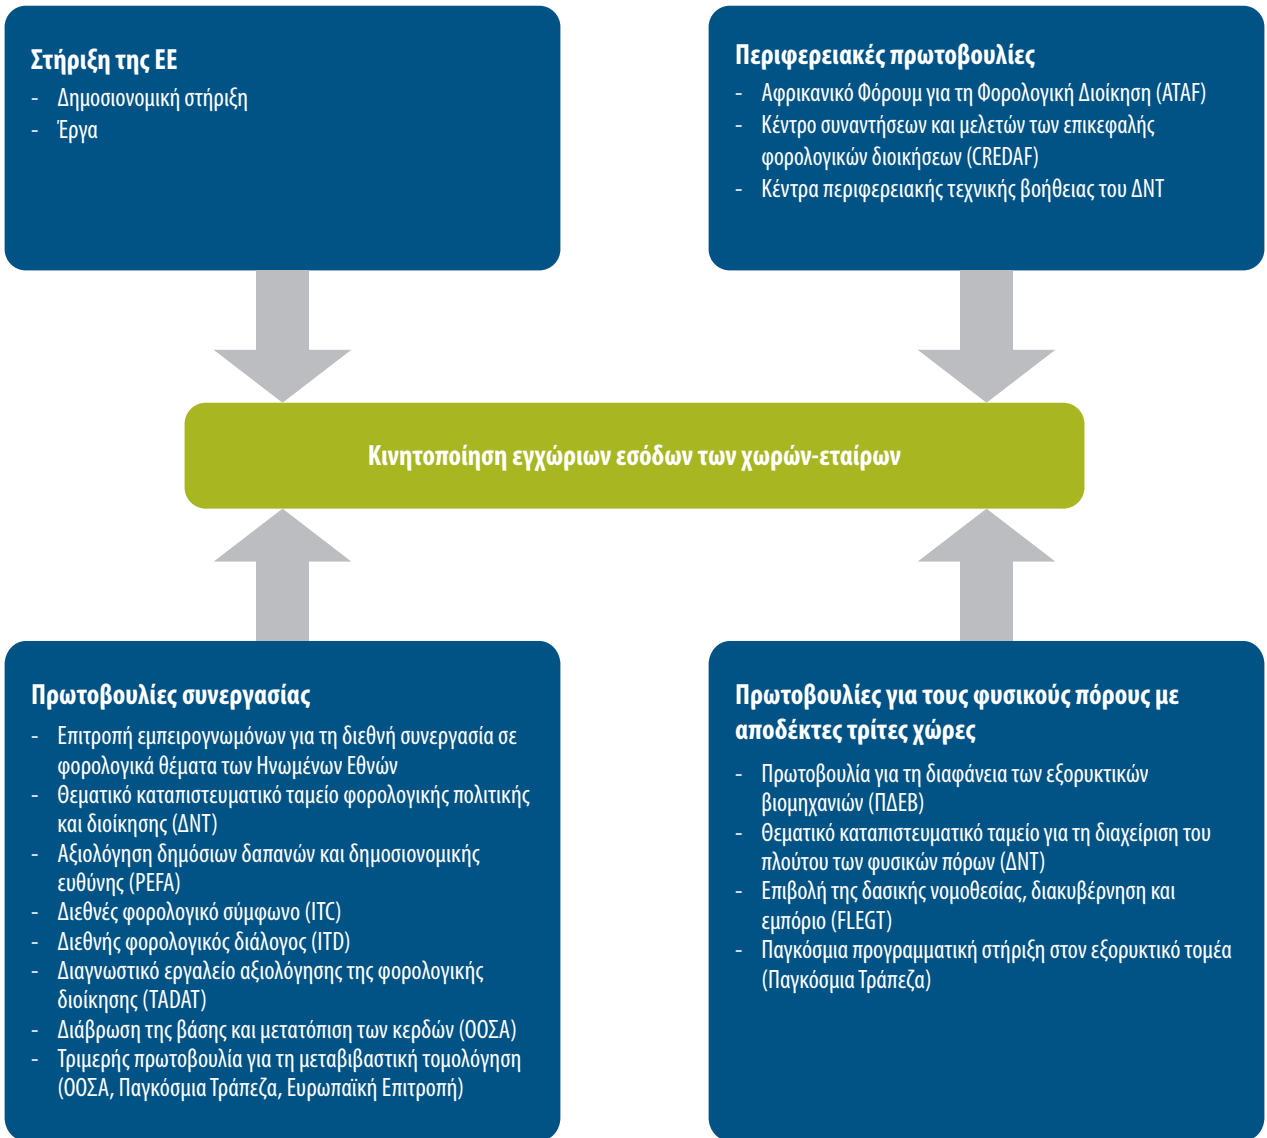 Στήριξη της ΕΕ
- Δημοσιονομική στήριξη
- Έργα
Περιφερειακές πρωτοβουλίες
- Αφρικανικό Φόρουμ για τη Φορολογική Διοίκηση (ATAF)
- Κέντρο συναντήσεων και μελετών των επικεφαλής
φορολογικών διοικήσεων (CREDAF)
- Κέντρα περιφερειακής τεχνικής βοήθειας του ΔΝΤ
Κινητοποίηση εγχώριων εσόδων των χωρών-εταίρων
Πρωτοβουλίες συνεργασίας
- Επιτροπή εμπειρογνωμόνων για τη διεθνή συνεργασία σε
φορολογικά θέματα των Ηνωμένων Εθνών
- Θεματικό καταπιστευματικό ταμείο φορολογικής πολιτικής
και διοίκησης (ΔΝΤ)
- Αξιολόγηση δημόσιων δαπανών και δημοσιονομικής
ευθύνης (PEFA)
- Διεθνές φορολογικό σύμφωνο (ITC)
- Διεθνής φορολογικός διάλογος (ITD)
- Διαγνωστικό εργαλείο αξιολόγησης της φορολογικής
διοίκησης (TADAT)
- Διάβρωση της βάσης και μετατόπιση των κερδών (ΟΟΣΑ)
- Τριμερής πρωτοβουλία για τη μεταβιβαστική τομολόγηση
(ΟΟΣΑ, Παγκόσμια Τράπεζα, Ευρωπαϊκή Επιτροπή)
Πρωτοβουλίες για τους φυσικούς πόρους με
αποδέκτες τρίτες χώρες
- Πρωτοβουλία για τη διαφάνεια των εξορυκτικών
βιομηχανιών (ΠΔΕΒ)
- Θεματικό καταπιστευματικό ταμείο για τη διαχείριση του
πλούτου των φυσικών πόρων (ΔΝΤ)
- Επιβολή της δασικής νομοθεσίας, διακυβέρνηση και
εμπόριο (FLEGT)
- Παγκόσμια προγραμματική στήριξη στον εξορυκτικό τομέα
(Παγκόσμια Τράπεζα)